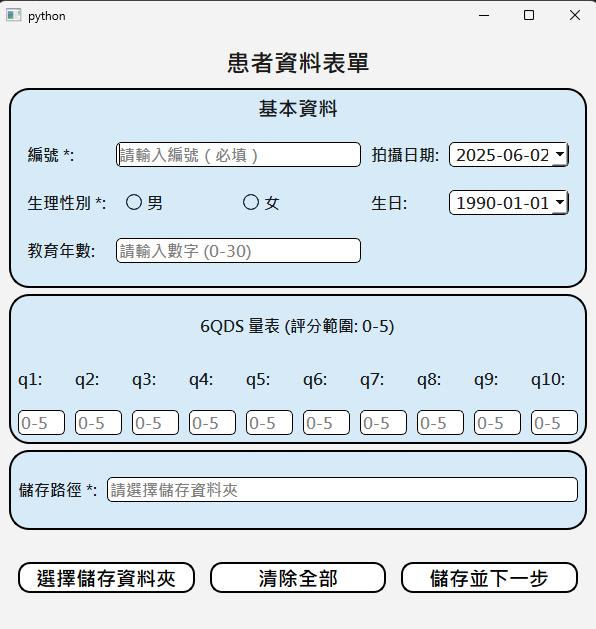 python
患者資料表單
基本資料
編號 *: 請輸入編號（必填） 拍攝日期: 2025-06-02
生理性別 *: 男 女 生日: 1990-01-01
教育年數: 請輸入數字 (0-30)
6QDS 量表 (評分範圍: 0-5)
q1: q2: q3: q4: q5: q6: q7: q8: q9: q10:
0-5 0-5 0-5 0-5 0-5 0-5 0-5 0-5 0-5 0-5
儲存路徑 *: 請選擇儲存資料夾
選擇儲存資料夾 清除全部 儲存並下一步